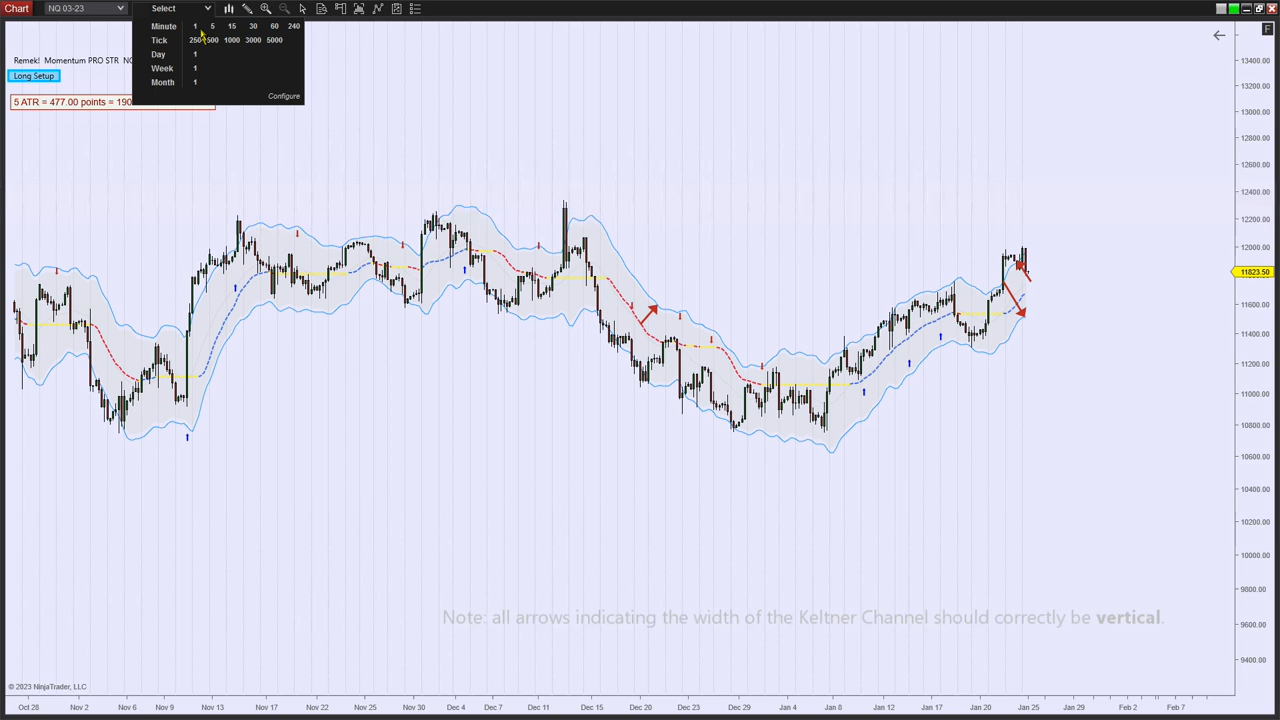 Chart NQ 03-23 Select
Minute 1 5 15 30 60 240
Tick 250 500 1000 3000 5000
Day 1
Week 1
Month 1
Configure
F
Remek! Momentum PRO STR NQ
Long Setup
5 ATR = 477.00 points = 190
13400.00
13200.00
13000.00
12800.00
12600.00
12400.00
12200.00
12000.00
11823.50
11600.00
11400.00
11200.00
11000.00
10800.00
10600.00
10400.00
10200.00
10000.00
9800.00
9600.00
9400.00
Note: all arrows indicating the width of the Keltner Channel should correctly be vertical.
© 2023 NinjaTrader, LLC
Oct 28 Nov 2 Nov 6 Nov 9 Nov 13 Nov 17 Nov 22 Nov 25 Nov 30 Dec 4 Dec 7 Dec 11 Dec 15 Dec 20 Dec 23 Dec 29 Jan 4 Jan 8 Jan 12 Jan 17 Jan 20 Jan 25 Jan 29 Feb 2 Feb 7